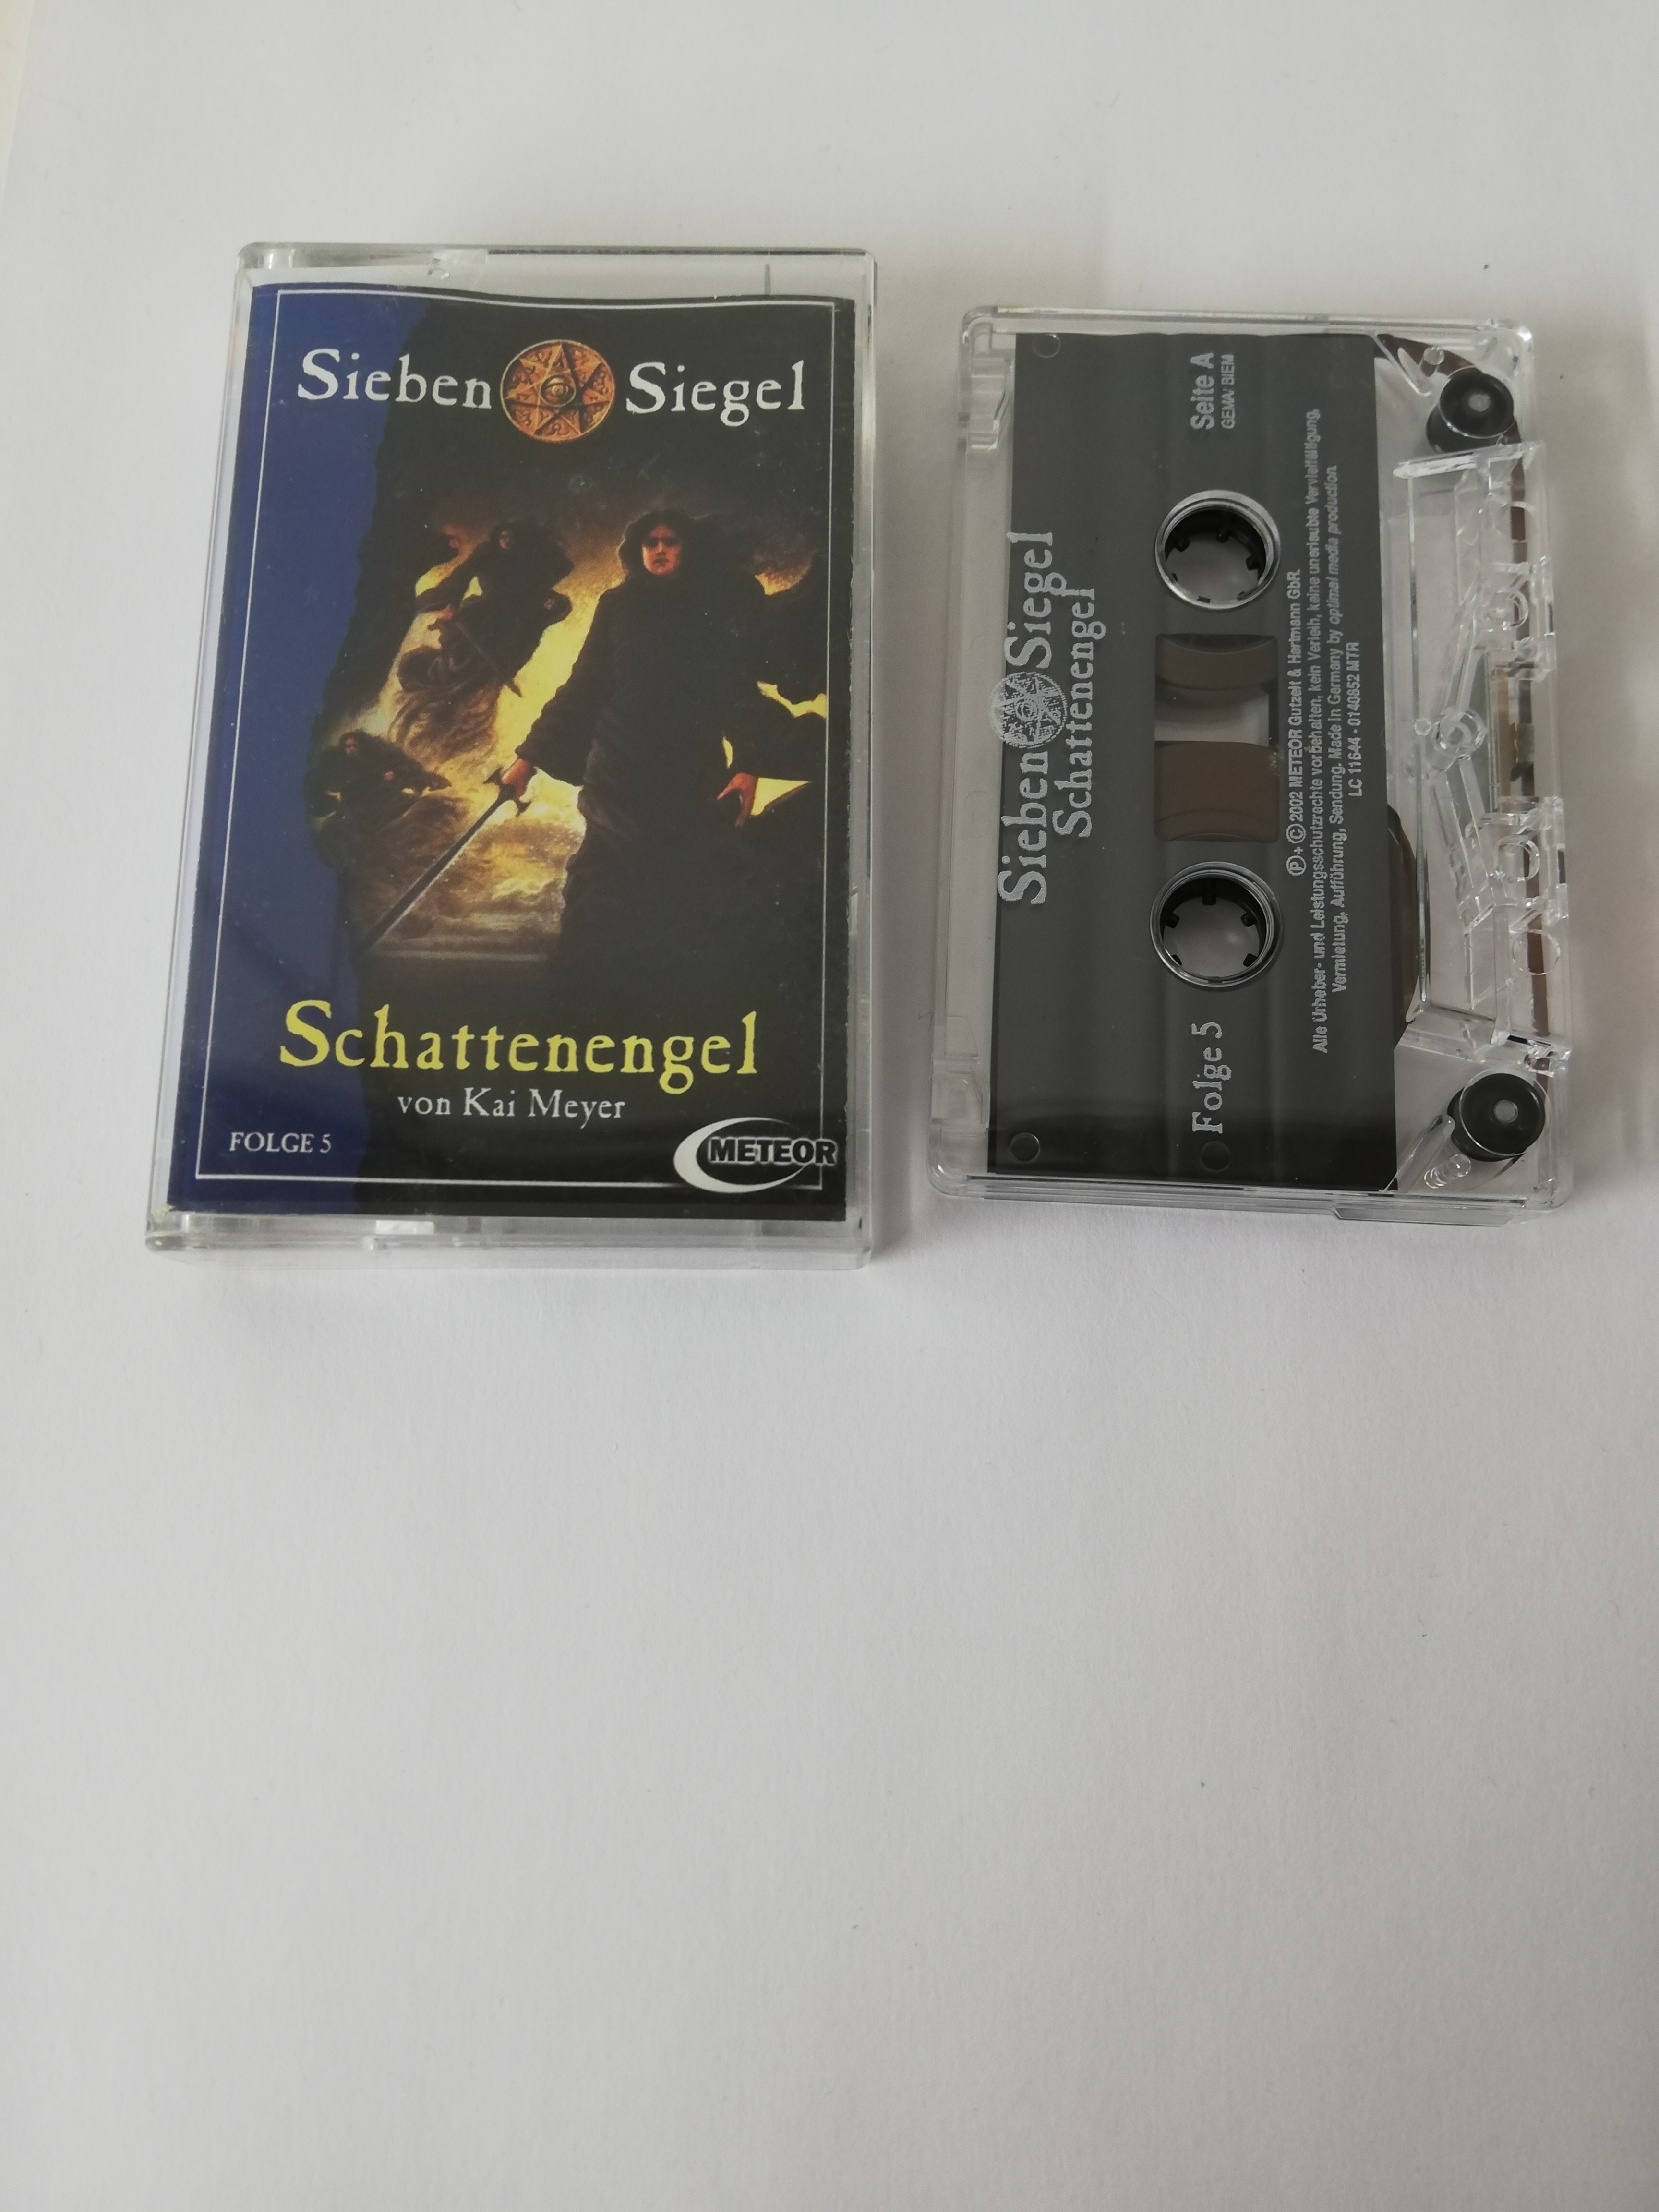 Sieben Siegel
Schattenengel
von Kai Meyer
FOLGE 5
METEOR
Sieben Siegel
Schattenengel
Folge 5
Seite A
GEMA/ BIEM
Ⓟ+© 2002 METEOR Gutzeit & Hartmann GbR.
Alle Urheber- und Leistungsschutzrechte vorbehalten, kein Verleih, keine unerlaubte Vervielfältigung,
Vermietung, Aufführung, Sendung. Made in Germany by optimal media production
LC 11644 - 0140852 MTR